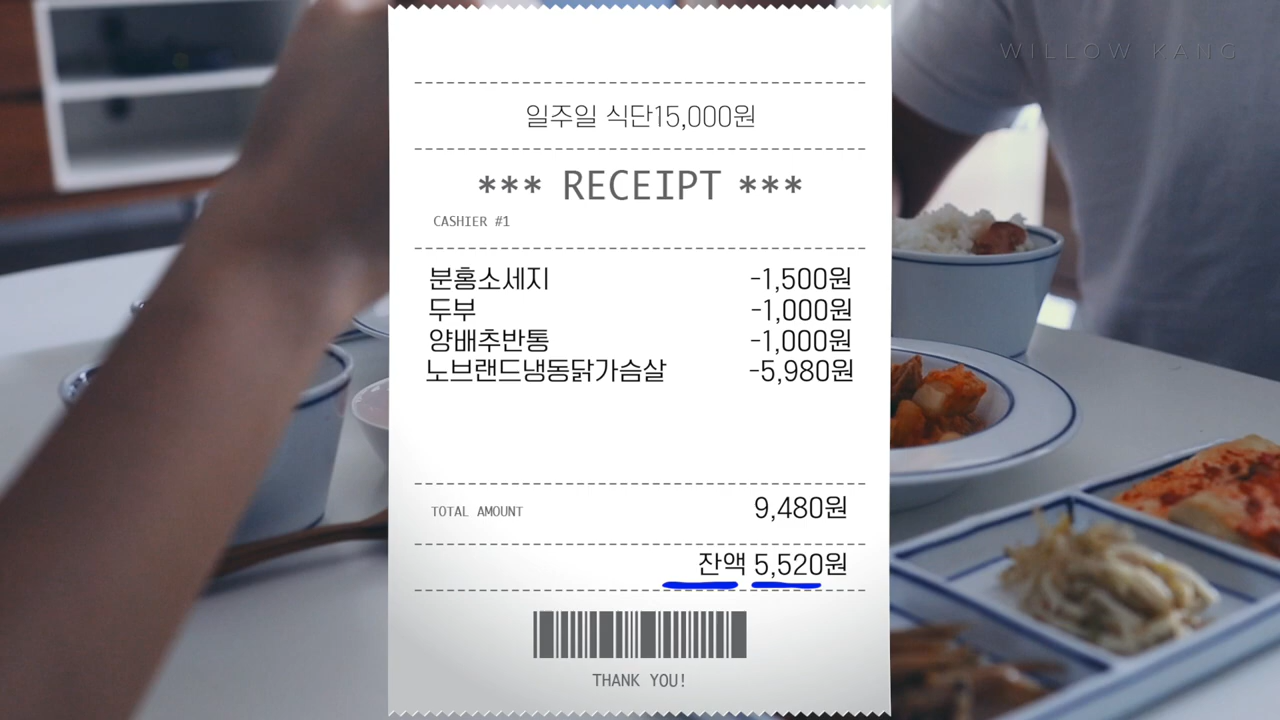 WILLOW KANG
일주일 식단15,000원
*** RECEIPT ***
CASHIER #1
분홍소세지 -1,500원
두부 -1,000원
양배추반통 -1,000원
노브랜드냉동닭가슴살 -5,980원
TOTAL AMOUNT 9,480원
잔액 5,520원
THANK YOU!